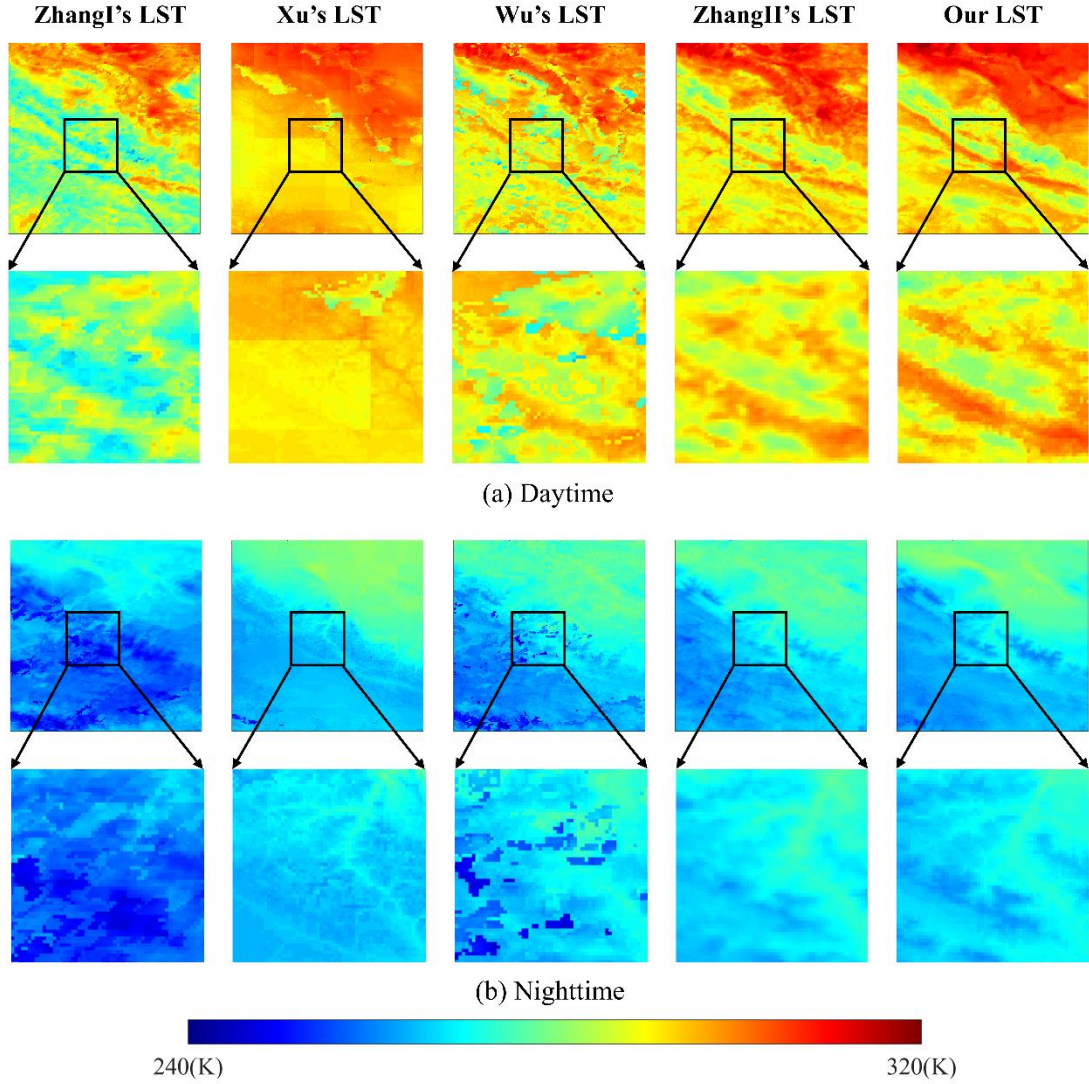 ZhangI's LST Xu's LST Wu's LST ZhangII's LST Our LST
(a) Daytime
(b) Nighttime
240(K) 320(K)